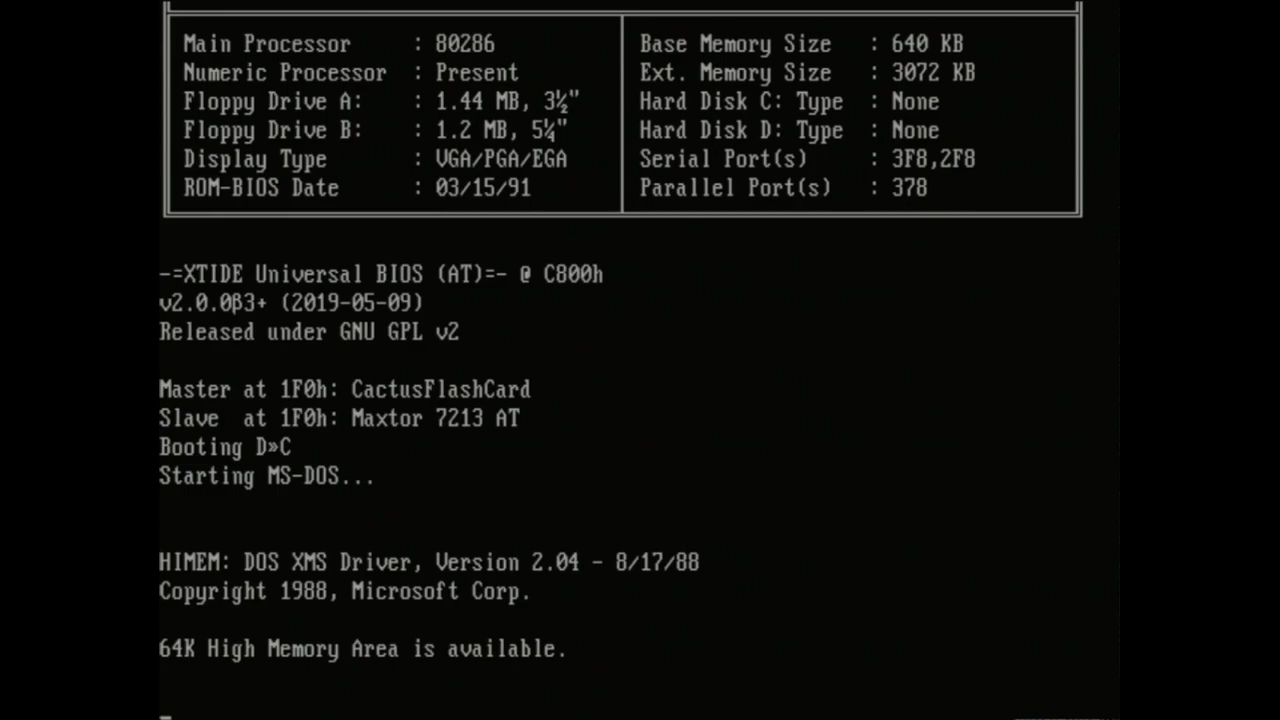 Main Processor : 80286 Base Memory Size : 640 KB
Numeric Processor : Present Ext. Memory Size : 3072 KB
Floppy Drive A: : 1.44 MB, 3½" Hard Disk C: Type : None
Floppy Drive B: : 1.2 MB, 5¼" Hard Disk D: Type : None
Display Type : VGA/PGA/EGA Serial Port(s) : 3F8,2F8
ROM-BIOS Date : 03/15/91 Parallel Port(s) : 378
-=XTIDE Universal BIOS (AT)=- @ C800h
v2.0.0β3+ (2019-05-09)
Released under GNU GPL v2
Master at 1F0h: CactusFlashCard
Slave at 1F0h: Maxtor 7213 AT
Booting D»C
Starting MS-DOS...
HIMEM: DOS XMS Driver, Version 2.04 - 8/17/88
Copyright 1988, Microsoft Corp.
64K High Memory Area is available.